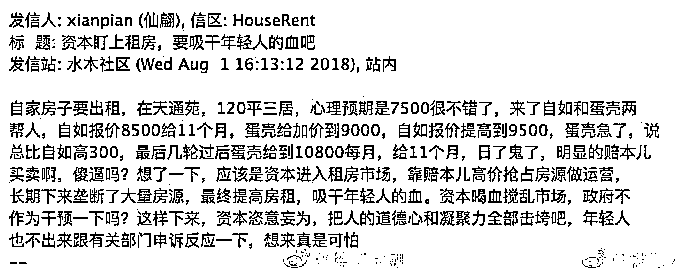 发信人: xianpian (仙翩), 信区: HouseRent
标  题: 资本盯上租房，要吸干年轻人的血吧
发信站: 水木社区 (Wed Aug  1 16:13:12 2018), 站内
自家房子要出租，在天通苑，120平三居，心理预期是7500很不错了，来了自如和蛋壳两
帮人，自如报价8500给11个月，蛋壳给加价到9000，自如报价提高到9500，蛋壳急了，说
总比自如高300，最后几轮过后蛋壳给到10800每月，给11个月，日了鬼了，明显的赔本儿
买卖啊，傻逼吗？想了一下，应该是资本进入租房市场，靠赔本儿高价抢占房源做运营，
长期下来垄断了大量房源，最终提高房租，吸干年轻人的血。资本喝血搅乱市场，政府不
作为干预一下吗？这样下来，资本恣意妄为，把人的道德心和凝聚力全部击垮吧，年轻人
也不出来跟有关部门申诉反应一下，想来真是可怕
--